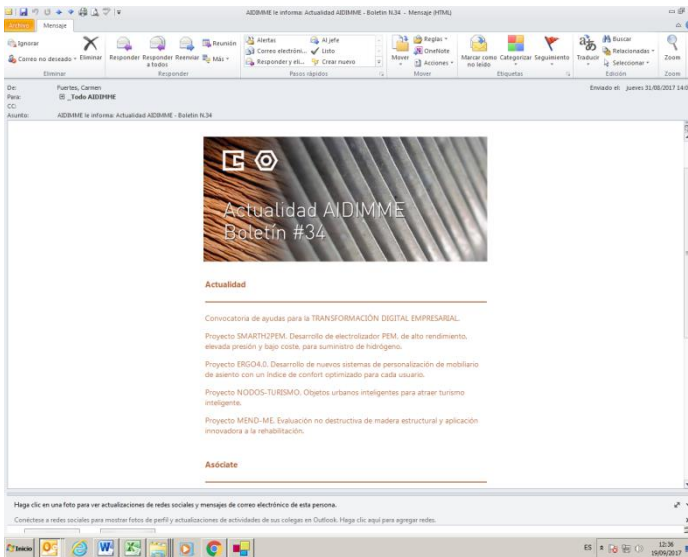 AIDIMME le informa: Actualidad AIDIMME - Boletín N.34 - Mensaje (HTML)
Archivo Mensaje
Ignorar
Correo no deseado
Eliminar
Responder
Responder a todos
Reenviar
Reunión
Más
Alertas
Correo electróni...
Responder y eli...
Al jefe
Listo
Crear nuevo
Mover
Reglas
OneNote
Acciones
Marcar como no leído
Categorizar
Seguimiento
Traducir
Buscar
Relacionadas
Seleccionar
Zoom
Eliminar Responder Pasos rápidos Mover Etiquetas Edición Zoom
De: Fuertes, Carmen
Enviado el: jueves 31/08/2017 14:0
Para: _Todo AIDIMME
CC:
Asunto: AIDIMME le informa: Actualidad AIDIMME - Boletín N.34
Actualidad AIDIMME
Boletín #34
Actualidad
Convocatoria de ayudas para la TRANSFORMACIÓN DIGITAL EMPRESARIAL.
Proyecto SMARTH2PEM. Desarrollo de electrolizador PEM, de alto rendimiento,
elevada presión y bajo coste, para suministro de hidrógeno.
Proyecto ERGO4.0. Desarrollo de nuevos sistemas de personalización de mobiliario
de asiento con un índice de confort optimizado para cada usuario.
Proyecto NODOS-TURISMO. Objetos urbanos inteligentes para atraer turismo
inteligente.
Proyecto MEND-ME. Evaluación no destructiva de madera estructural y aplicación
innovadora a la rehabilitación.
Asóciate
Haga clic en una foto para ver actualizaciones de redes sociales y mensajes de correo electrónico de esta persona.
Conéctese a redes sociales para mostrar fotos de perfil y actualizaciones de actividades de sus colegas en Outlook. Haga clic aquí para agregar redes.
Inicio
ES
12:36
19/09/2017